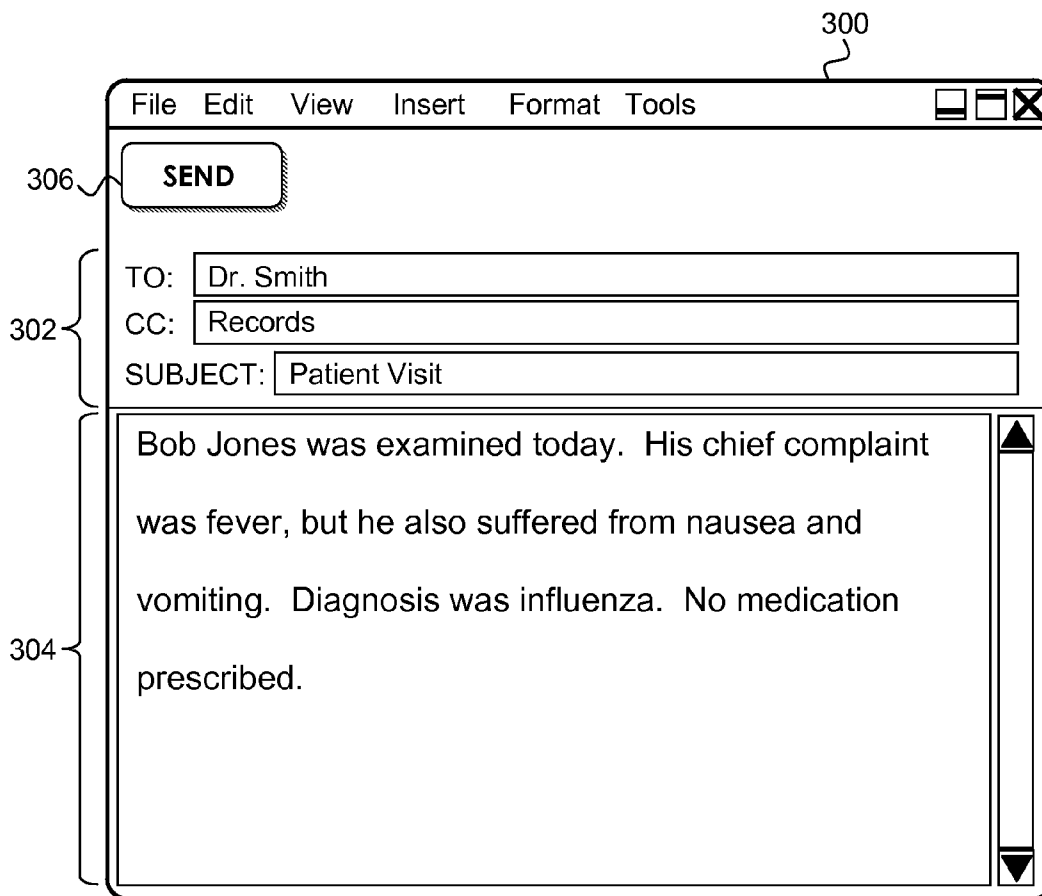 300
File Edit View Insert Format Tools
306
SEND
302
TO: Dr. Smith
CC: Records
SUBJECT: Patient Visit
304
Bob Jones was examined today. His chief complaint
was fever, but he also suffered from nausea and
vomiting. Diagnosis was influenza. No medication
prescribed.